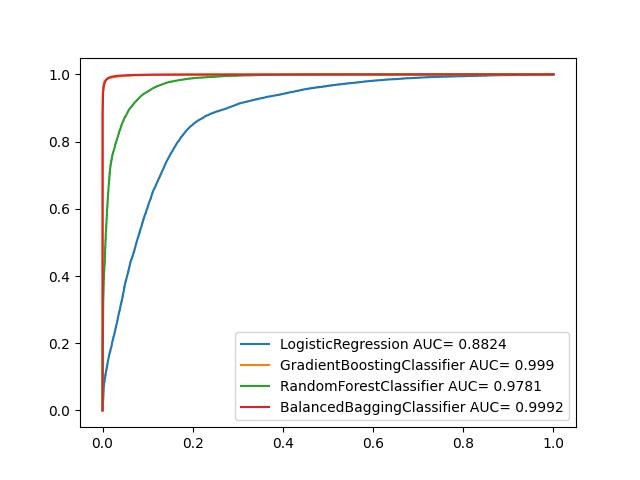 1.0
0.8
0.6
0.4
0.2
0.0
LogisticRegression AUC= 0.8824
GradientBoostingClassifier AUC= 0.999
RandomForestClassifier AUC= 0.9781
BalancedBaggingClassifier AUC= 0.9992
0.0 0.2 0.4 0.6 0.8 1.0